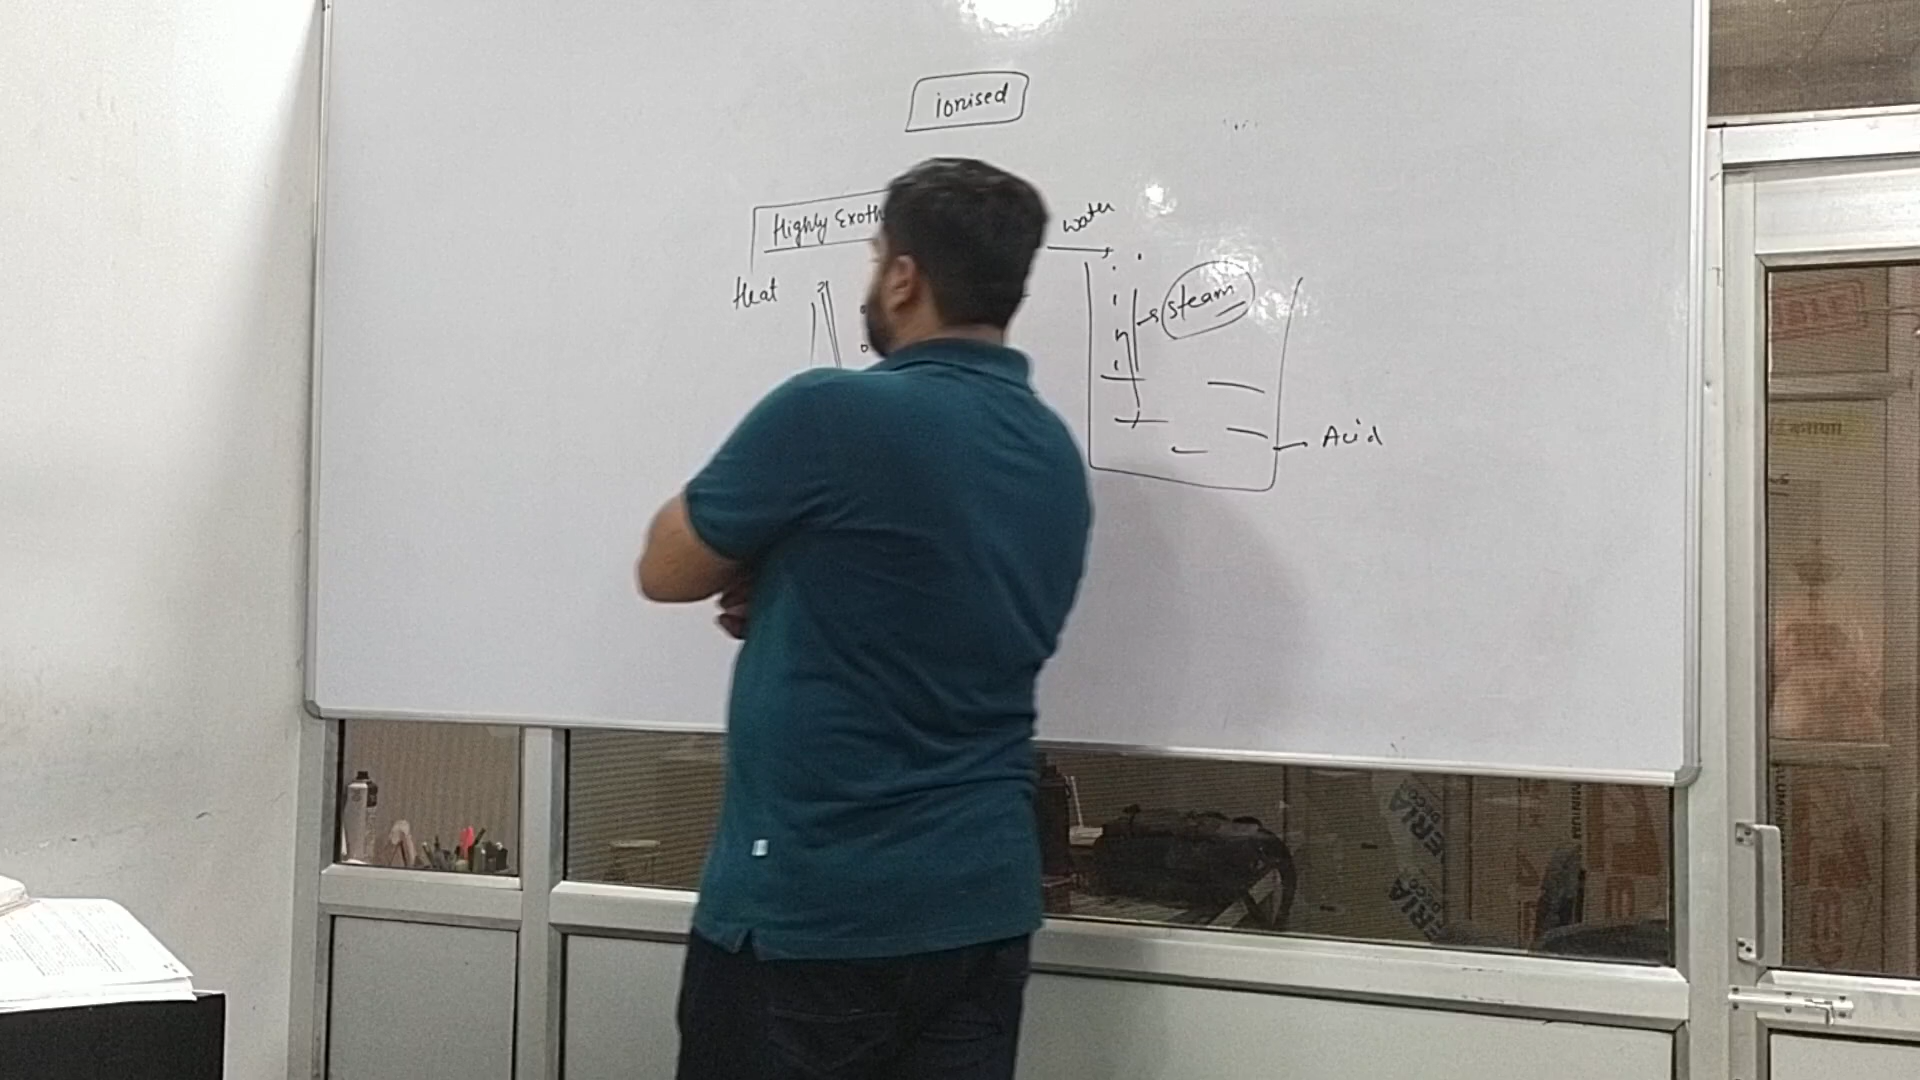 ionised
Highly Exoth
water
Heat
steam
Acid